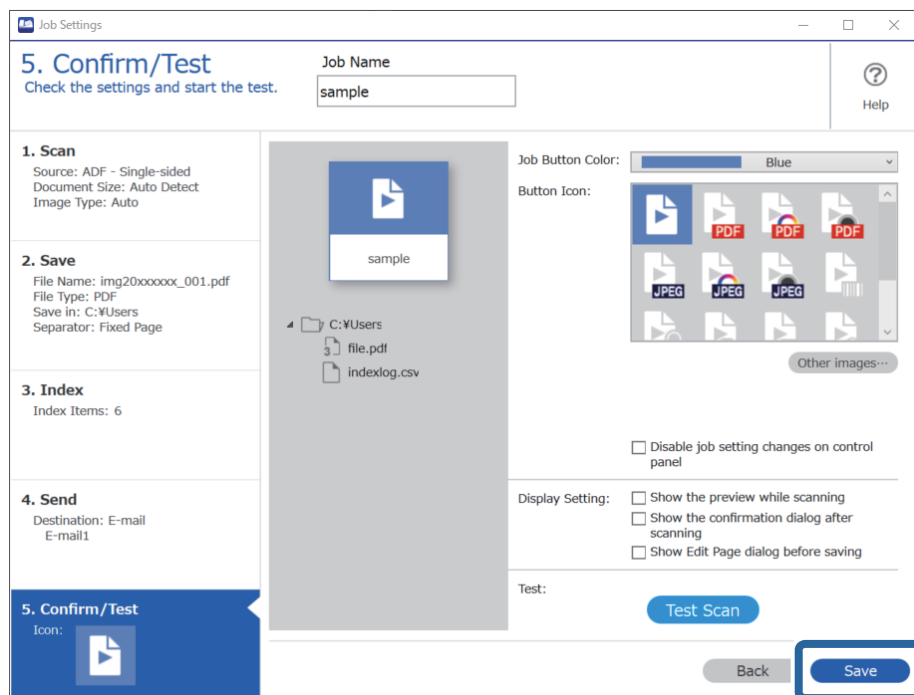 Job Settings
5. Confirm/Test
Check the settings and start the test.
Job Name
sample
Help
1. Scan
Source: ADF - Single-sided
Document Size: Auto Detect
Image Type: Auto
2. Save
File Name: img20xxxxxx_001.pdf
File Type: PDF
Save in: C:¥Users
Separator: Fixed Page
3. Index
Index Items: 6
4. Send
Destination: E-mail
E-mail1
5. Confirm/Test
Icon:
sample
C:¥Users
3 file.pdf
indexlog.csv
Job Button Color:
Blue
Button Icon:
PDF PDF PDF
JPEG JPEG JPEG
Other images···
Disable job setting changes on control
panel
Display Setting:
Show the preview while scanning
Show the confirmation dialog after
scanning
Show Edit Page dialog before saving
Test:
Test Scan
Back
Save